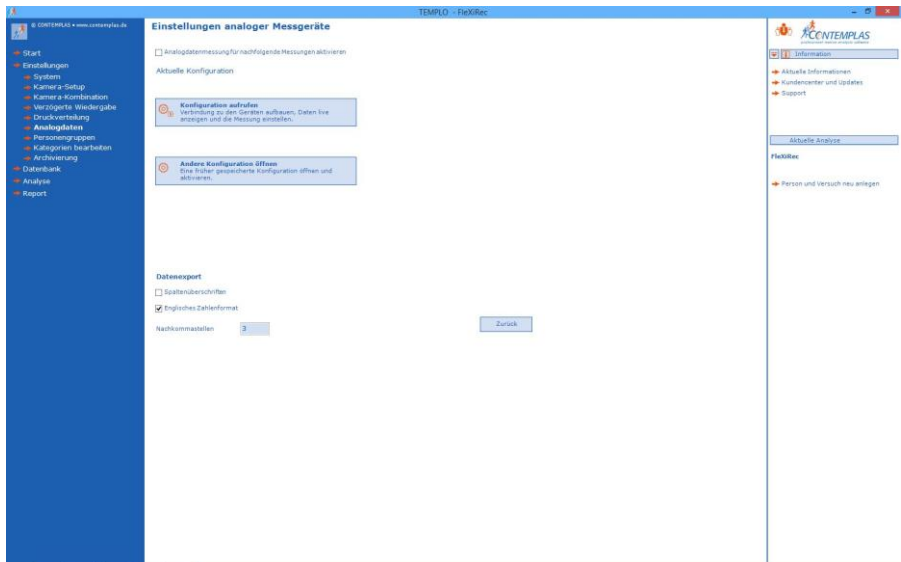 TEMPLO - FleXiRec
© CONTEMPLAS • www.contemplas.de
Start
Einstellungen
System
Kamera-Setup
Kamera-Kombination
Verzögerte Wiedergabe
Druckverteilung
Analogdaten
Personengruppen
Kategorien bearbeiten
Archivierung
Datenbank
Analyse
Report
Einstellungen analoger Messgeräte
Analogdatenmessung für nachfolgende Messungen aktivieren
Aktuelle Konfiguration
Konfiguration aufrufen
Verbindung zu den Geräten aufbauen, Daten live
anzeigen und die Messung einstellen.
Andere Konfiguration öffnen
Eine früher gespeicherte Konfiguration öffnen und
aktivieren.
Datenexport
Spaltenüberschriften
Englisches Zahlenformat
Nachkommastellen 3
Zurück
CONTEMPLAS
professional motion analysis software
Information
Aktuelle Informationen
Kundencenter und Updates
Support
Aktuelle Analyse
FleXiRec
Person und Versuch neu anlegen